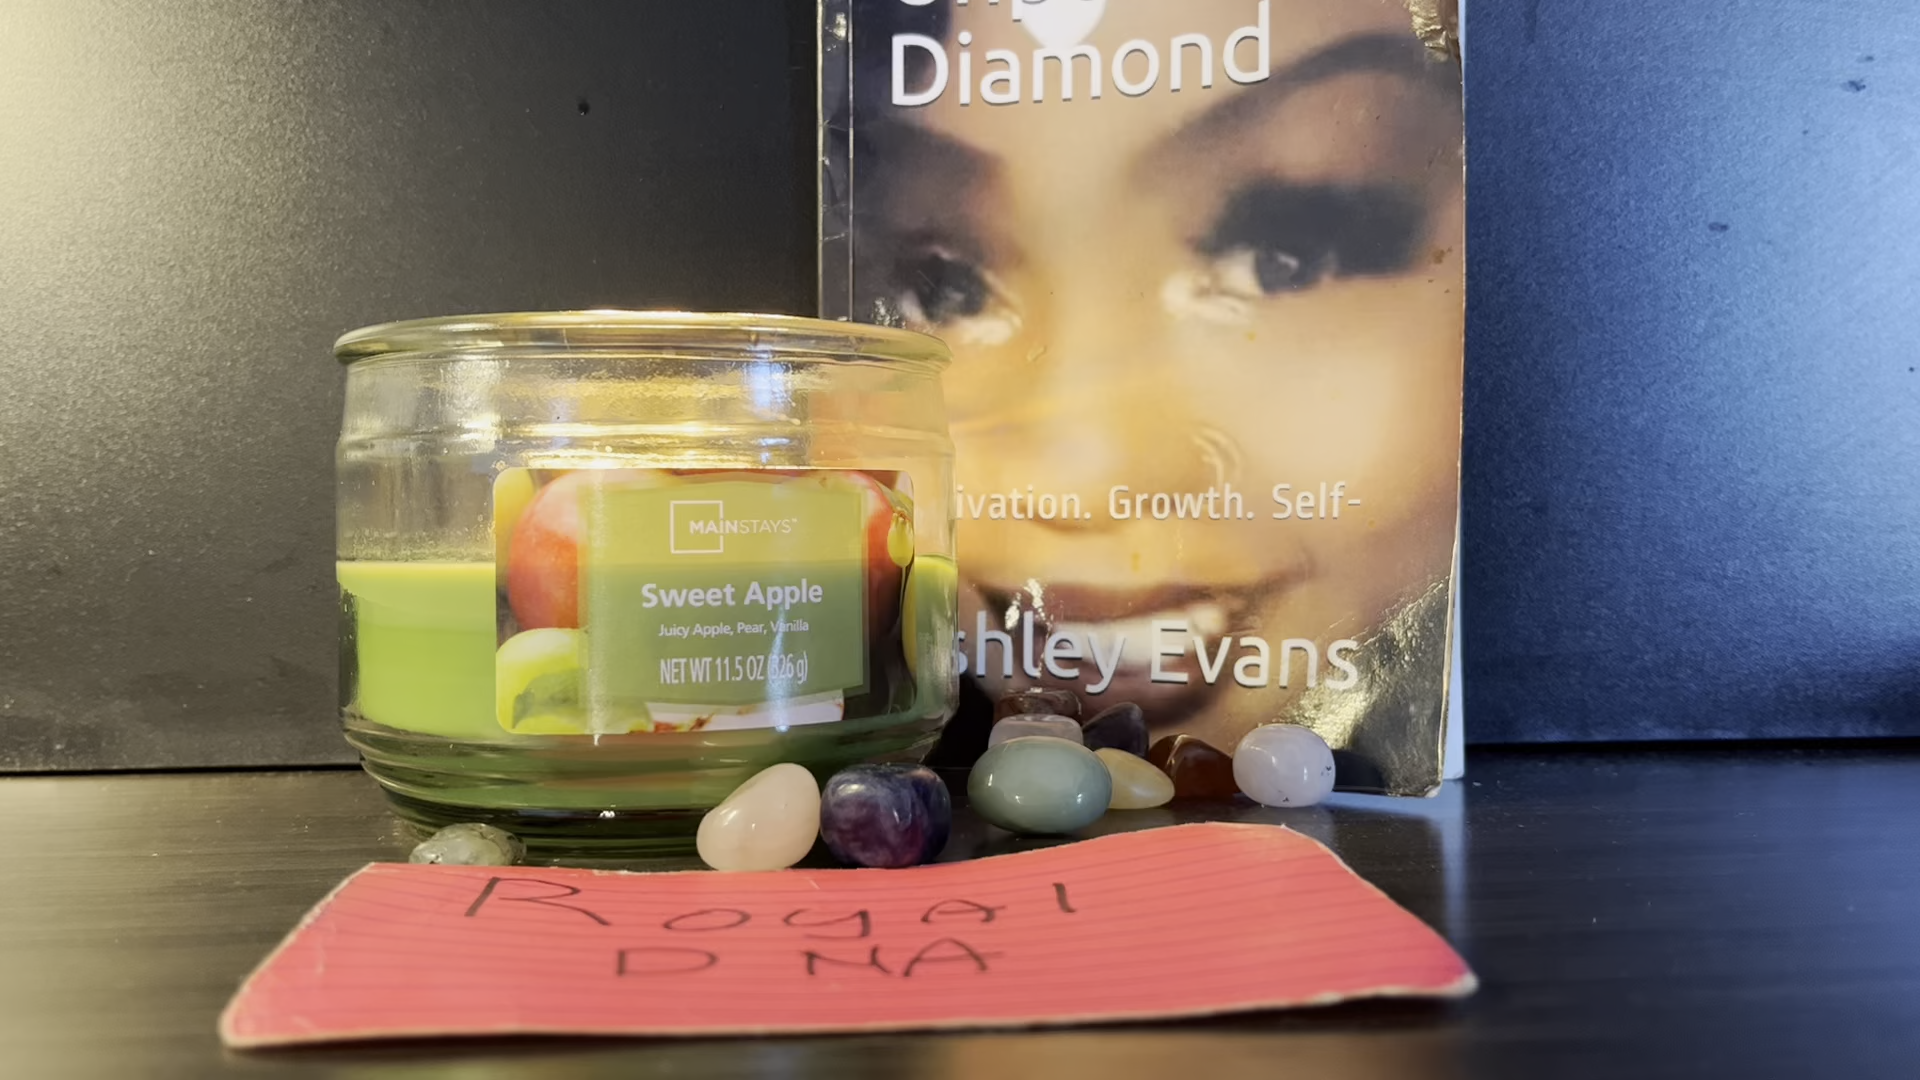 Diamond
ivation. Growth. Self-
shley Evans
MAINSTAYS™
Sweet Apple
Juicy Apple, Pear, Vanilla
NET WT 11.5 OZ (326 g)
Royal
DNA